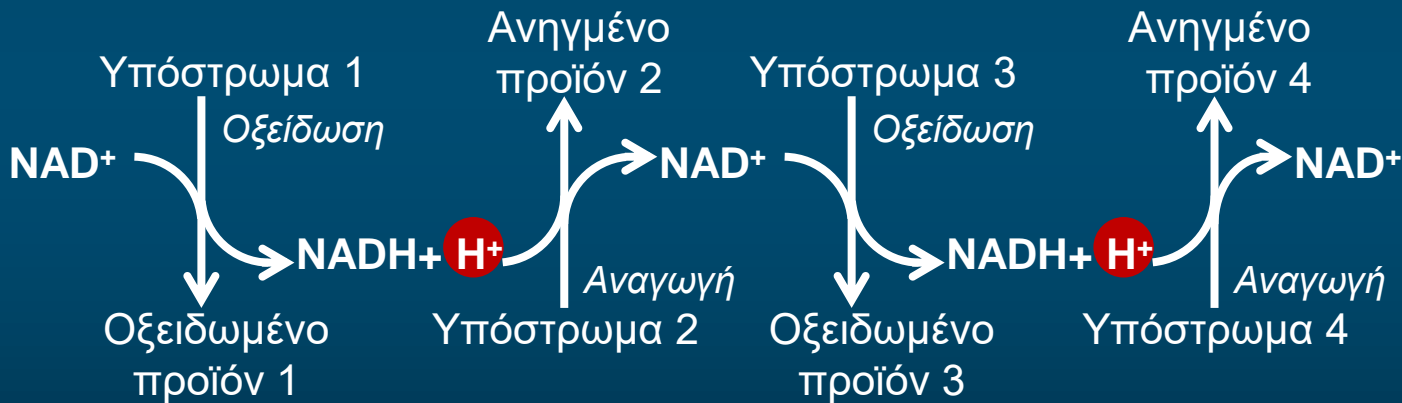 Υπόστρωμα 1
Ανηγμένο
προϊόν 2
Υπόστρωμα 3
Ανηγμένο
προϊόν 4
Οξείδωση
Οξείδωση
NAD⁺
NAD⁺
NAD⁺
NADH+ H⁺
NADH+ H⁺
Αναγωγή
Αναγωγή
Οξειδωμένο
προϊόν 1
Υπόστρωμα 2
Οξειδωμένο
προϊόν 3
Υπόστρωμα 4